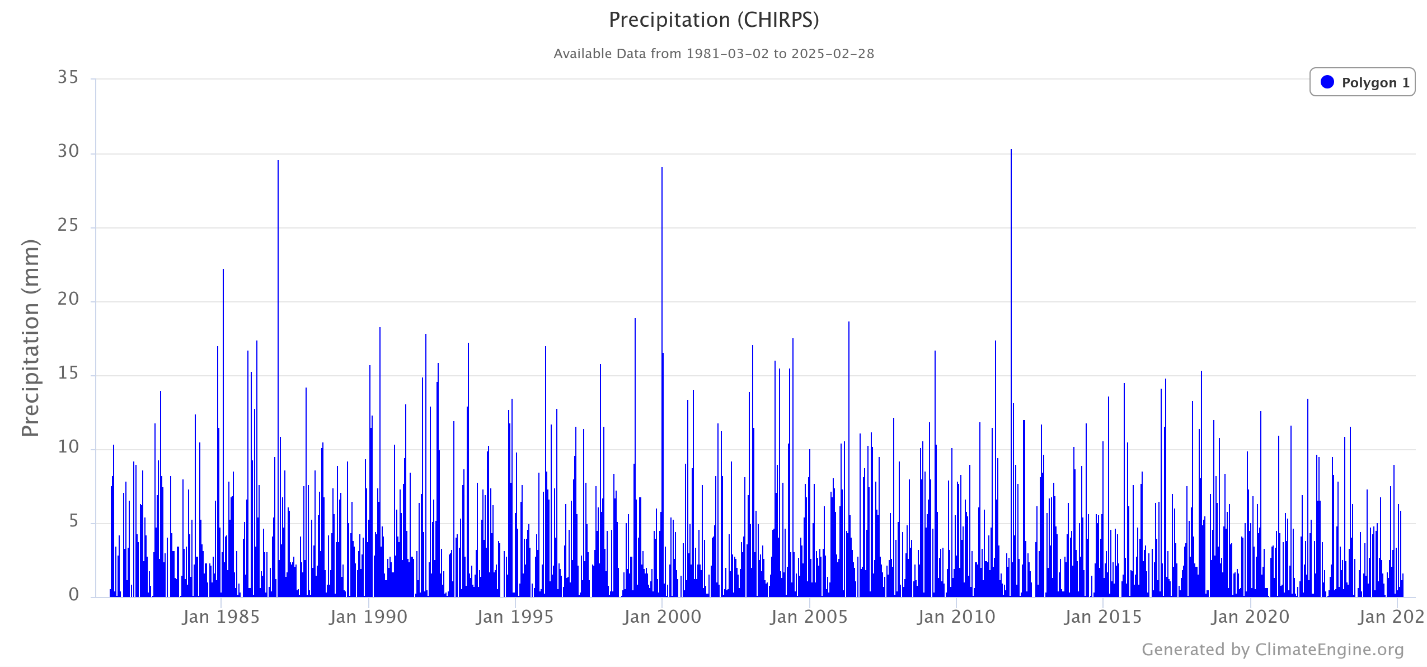 Precipitation (CHIRPS)
Available Data from 1981-03-02 to 2025-02-28
Polygon 1
Precipitation (mm)
35
30
25
20
15
10
5
0
Jan 1985 Jan 1990 Jan 1995 Jan 2000 Jan 2005 Jan 2010 Jan 2015 Jan 2020 Jan 202
Generated by ClimateEngine.org